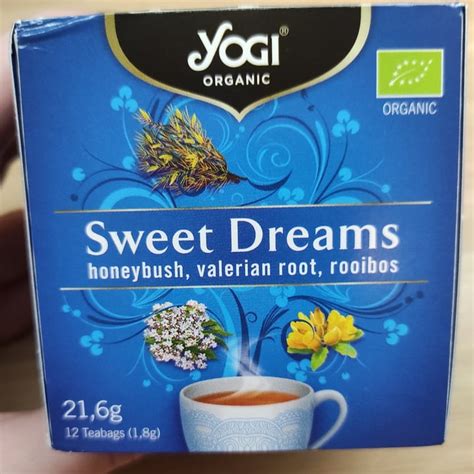 YOGI
ORGANIC
ORGANIC
Sweet Dreams
honeybush, valerian root, rooibos
21,6g
12 Teabags (1,8g)